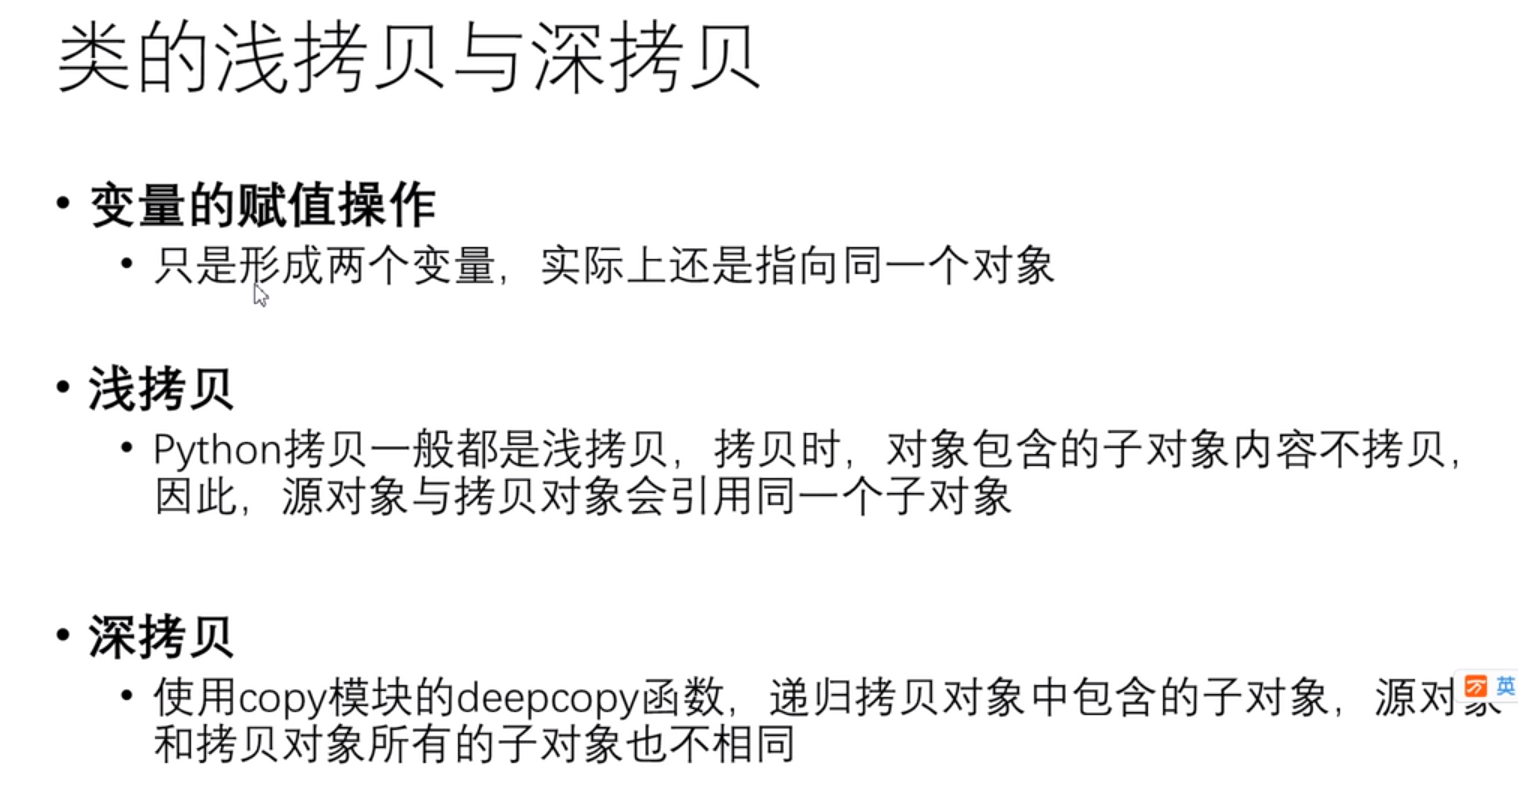 类的浅拷贝与深拷贝
• 变量的赋值操作
• 只是形成两个变量，实际上还是指向同一个对象
• 浅拷贝
• Python拷贝一般都是浅拷贝，拷贝时，对象包含的子对象内容不拷贝，
因此，源对象与拷贝对象会引用同一个子对象
• 深拷贝
• 使用copy模块的deepcopy函数，递归拷贝对象中包含的子对象，源对象
英
和拷贝对象所有的子对象也不相同